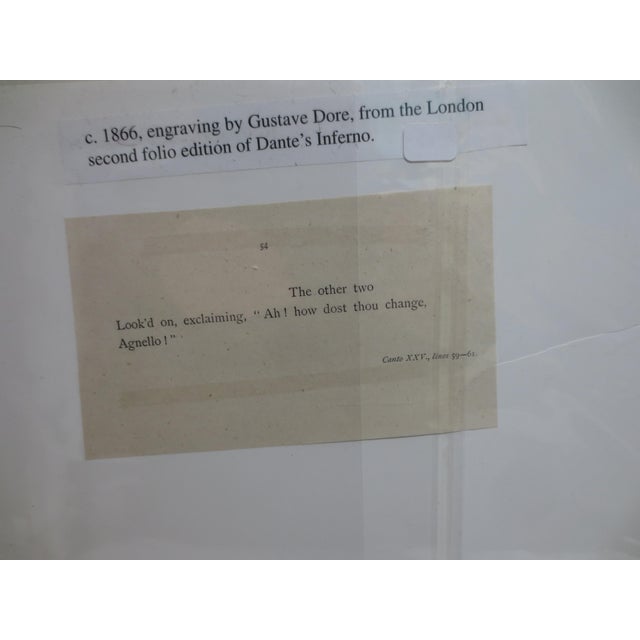 c. 1866, engraving by Gustave Dore, from the London
second folio edition of Dante's Inferno.
54
The other two
Look'd on, exclaiming, "Ah! how dost thou change,
Agnello!"
Canto XXV., lines 59—61.